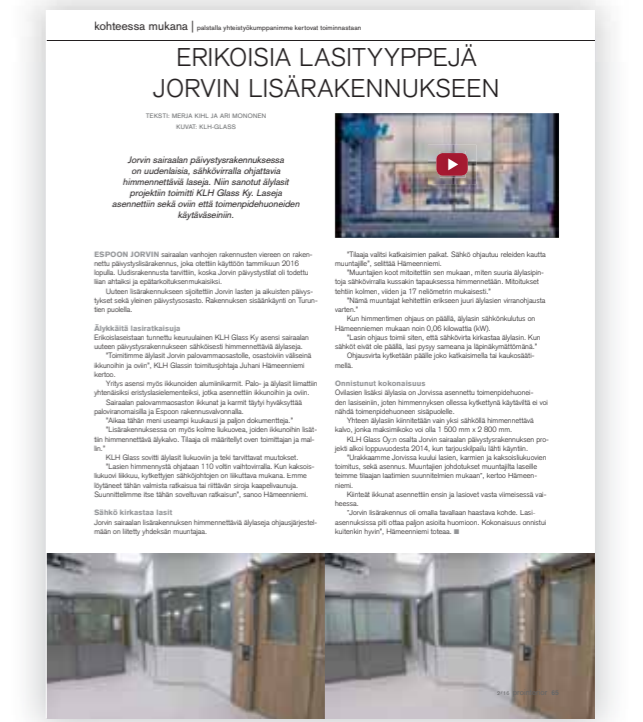 kohteessa mukana | palstalla yhteistyökumppanimme kertovat toiminnastaan
ERIKOISIA LASITYYPPEJÄ
JORVIN LISÄRAKENNUKSEEN
TEKSTI: MERJA KIHL JA ARI MONONEN
KUVAT: KLH-GLASS
Jorvin sairaalan päivystysrakennuksessa
on uudenlaisia, sähkövirralla ohjattavia
himmennettäviä laseja. Niin sanotut älylasit
projektiin toimitti KLH Glass Ky. Laseja
asennettiin sekä oviin että toimenpidehuoneiden
käytäväseiniin.
ESPOON JORVIN sairaalan vanhojen rakennusten viereen on raken-
nettu päivystyslisärakennus, joka otettiin käyttöön tammikuun 2016
lopulla. Uudisrakennusta tarvittiin, koska Jorvin päivystystilat oli todettu
liian ahtaiksi ja epätarkoituksenmukaisiksi.
Uuteen lisärakennukseen sijoitettiin Jorvin lasten ja aikuisten päivys-
tykset sekä yleinen päivystysosasto. Rakennuksen sisäänkäynti on Turun-
tien puolella.
Älykkäitä lasiratkaisuja
Erikoislaseistaan tunnettu keuruulainen KLH Glass Ky asensi sairaalan
uuteen päivystysrakennukseen sähköisesti himmennettäviä älylaseja.
"Toimitimme älylasit Jorvin palovammaosastolle, osastoivin väliseinä
ikkunoihin ja oviin", KLH Glassin toimitusjohtaja Juhani Hämeenniemi
kertoo.
Yritys asensi myös ikkunoiden alumiinikarmit. Palo- ja älylasit liimattiin
yhtenäisiksi eristyslasielementeiksi, jotka asennettiin ikkunoihin ja oviin.
Sairaalan palovammaosaston ikkunat ja karmit täytyi hyväksyttää
paloviranomaisilla ja Espoon rakennusvalvonnalla.
"Aikaa tähän meni useampi kuukausi ja paljon dokumentteja."
"Lisärakennuksessa on myös kolme liukuovea, joiden ikkunoihin lisät-
tiin himmennettävä älykalvo. Tilaaja oli määritellyt oven toimittajan ja mal-
lin."
KLH Glass sovitti älylasit liukuoviin ja teki tarvittavat muutokset.
"Lasien himmennystä ohjataan 110 voltin vaihtovirralla. Kun kaksois-
liukuovi liikkuu, kytkettyjen sähköjohtojen on liikuttava mukana. Emme
löytäneet tähän valmista ratkaisua tai riittävän siroja kaapelivaunuja.
Suunnittelimme itse tähän soveltuvan ratkaisun", sanoo Hämeenniemi.
Sähkö kirkastaa lasit
Jorvin sairaalan lisärakennuksen himmennettäviä älylaseja ohjausjärjestel-
mään on liitetty yhdeksän muuntajaa.
"Tilaaja valitsi katkaisimien paikat. Sähkö ohjautuu releiden kautta
muuntajille", selittää Hämeenniemi.
"Muuntajien koot mitoitettiin sen mukaan, miten suuria älylasipin-
toja sähkövirralla kussakin tapauksessa himmennettiin. Mitoitukset
tehtiin kolmen, viiden ja 17 neliömetrin mukaisesti."
"Nämä muuntajat kehitettiin erikseen juuri älylasien virranohjausta
varten."
Kun himmentimen ohjaus on päällä, älylasin sähkönkulutus on
Hämeenniemen mukaan noin 0,06 kilowattia (kW).
"Lasin ohjaus toimii siten, että sähkövirta kirkastaa älylasin. Kun
sähköt eivät ole päällä, lasi pysyy sameana ja läpinäkymättömänä."
Ohjausvirta kytketään päälle joko katkaisimella tai kaukosääti-
mellä.
Onnistunut kokonaisuus
Ovilasien lisäksi älylasia on Jorvissa asennettu toimenpidehuonei-
den lasiseiniin, joten himmennyksen ollessa kytkettynä käytäviltä ei voi
nähdä toimenpidehuoneen sisäpuolelle.
Yhteen älylasiin kiinnitetään vain yksi sähköllä himmennettävä
kalvo, jonka maksimikoko voi olla 1 500 mm x 2 800 mm.
KLH Glass Oy:n osalta Jorvin sairaalan päivystysrakennuksen pro-
jekti alkoi loppuvuodesta 2014, kun tarjouskilpailu lähti käyntiin.
"Urakkaamme Jorvissa kuului lasien, karmien ja kaksoisliukuovien
toimitus, sekä asennus. Muuntajien johdotukset muuntajilta laseille
teimme tilaajan laatimien suunnitelmien mukaan", kertoo Hämeen-
niemi.
Kiinteät ikkunat asennettiin ensin ja lasiovet vasta viimeisessä vai-
heessa.
"Jorvin lisärakennus oli omalla tavallaan haastava kohde. Lasi-
asennuksissa piti ottaa paljon asioita huomioon. Kokonaisuus onnistui
kuitenkin hyvin", Hämeenniemi toteaa.